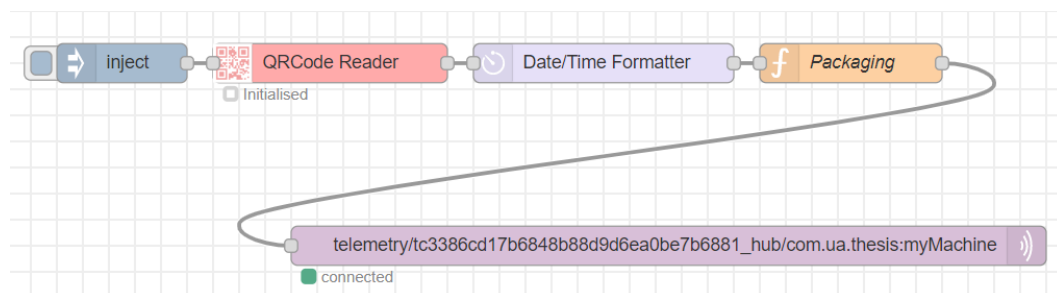 inject
QRCode Reader
Date/Time Formatter
Packaging
Initialised
telemetry/tc3386cd17b6848b88d9d6ea0be7b6881_hub/com.ua.thesis:myMachine
connected